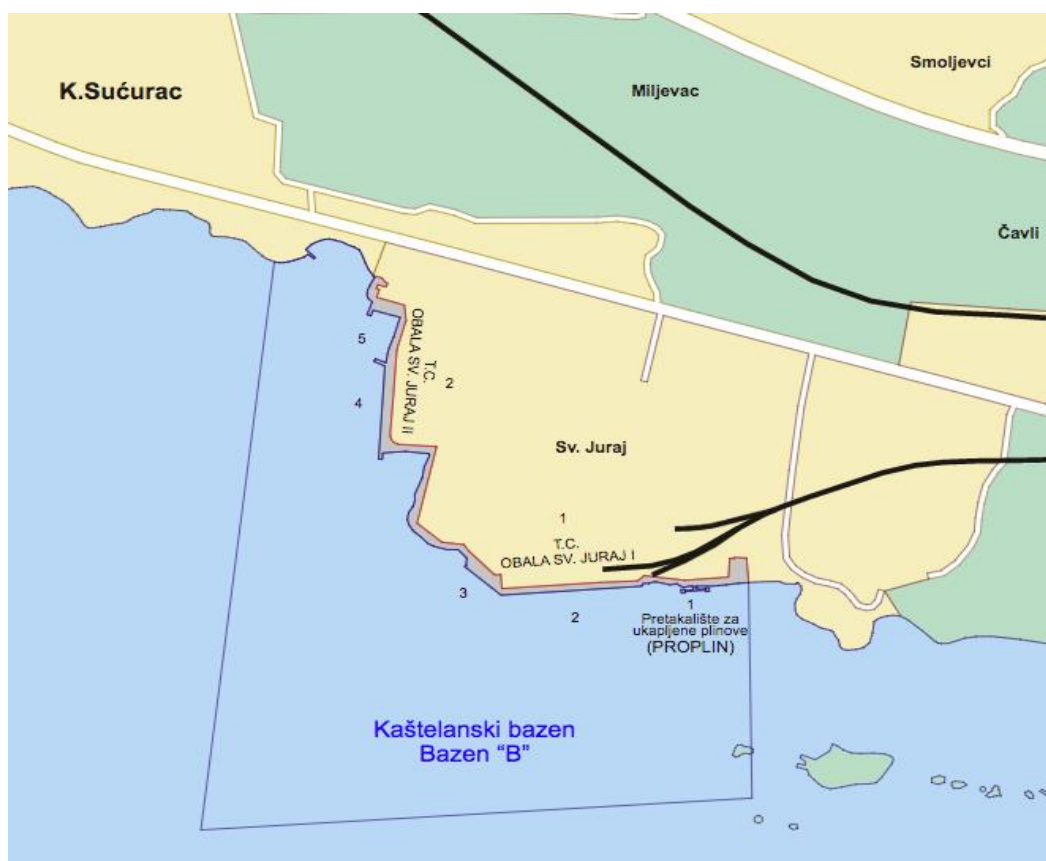 Smoljevci
K.Sućurac
Miljevac
Čavli
5
T.C.
OBALA SV. JURAJ II
2
4
Sv. Juraj
1
T.C.
OBALA SV. JURAJ I
3
2
1
Pretakalište za
ukapljene plinove
(PROPLIN)
Kaštelanski bazen
Bazen “B”